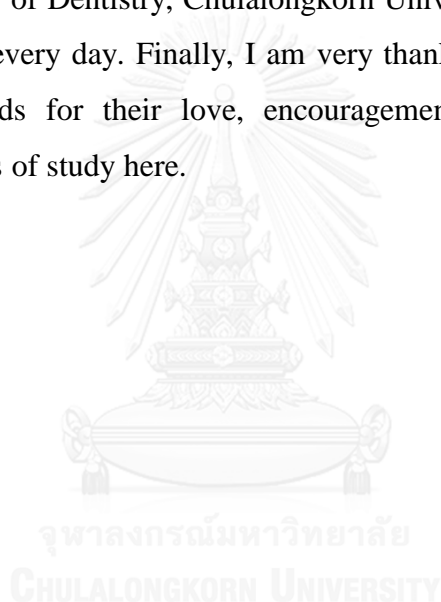 of Dentistry, Chulalongkorn Univ
every day. Finally, I am very thank
ds for their love, encouragemen
s of study here.
จุฬาลงกรณ์มหาวิทยาลัย
CHULALONGKORN UNIVERSITY